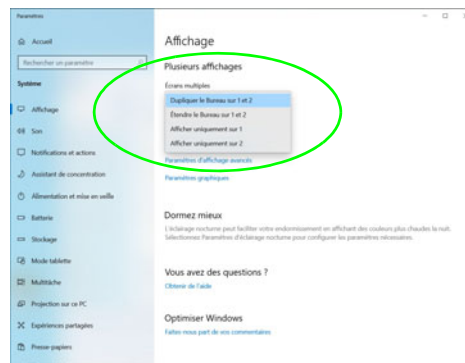 Paramètres
Accueil
Rechercher un paramètre
Système
Affichage
Son
Notifications et actions
Assistant de concentration
Alimentation et mise en veille
Batterie
Stockage
Mode tablette
Multitâche
Projection sur ce PC
Expériences partagées
Presse-papiers
Affichage
Plusieurs affichages
Écrans multiples
Dupliquer le Bureau sur 1 et 2
Étendre le Bureau sur 1 et 2
Afficher uniquement sur 1
Afficher uniquement sur 2
Paramètres d'affichage avancés
Paramètres graphiques
Dormez mieux
L'éclairage nocturne peut faciliter votre endormissement en affichant des couleurs plus chaudes la nuit.
Sélectionnez Paramètres d'éclairage nocturne pour configurer les paramètres nécessaires.
Vous avez des questions ?
Obtenir de l'aide
Optimiser Windows
Faites nous part de vos commentaires